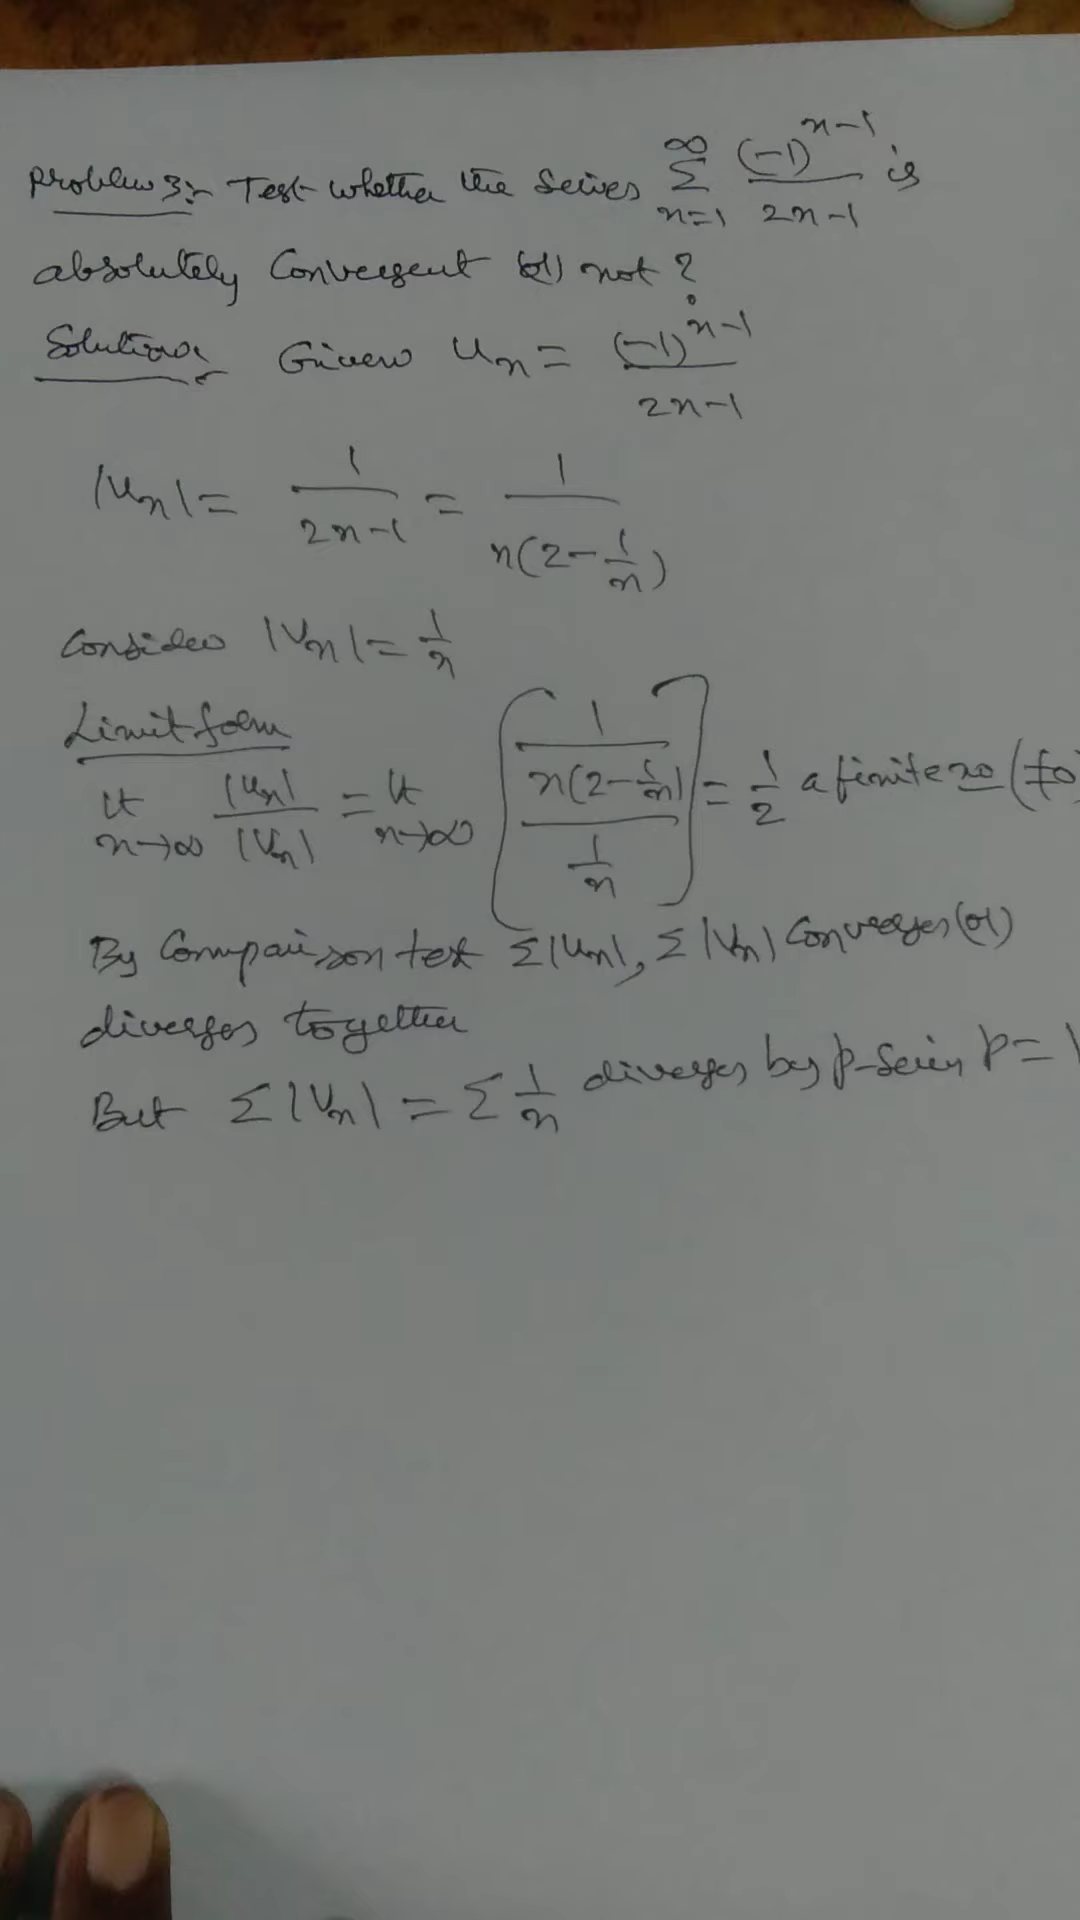 Problem 3:- Test whether the Series ∑_{n=1}^{∞} (-1)^{n-1}/(2n-1) is
absolutely Convergent (or) not ?
Solution:- Given u_n = (-1)^{n-1}/(2n-1)
|u_n| = 1/(2n-1) = 1/(n(2-1/n))
Consider |v_n| = 1/n
Limit form
lt_{n→∞} |u_n|/|v_n| = lt_{n→∞} [(1/(n(2-1/n)))/(1/n)] = 1/2 a finite no (≠0)
By Comparison test Σ|u_n|, Σ|v_n| Converges (or)
diverges together
But Σ|v_n| = Σ 1/n diverges by p-series p=1